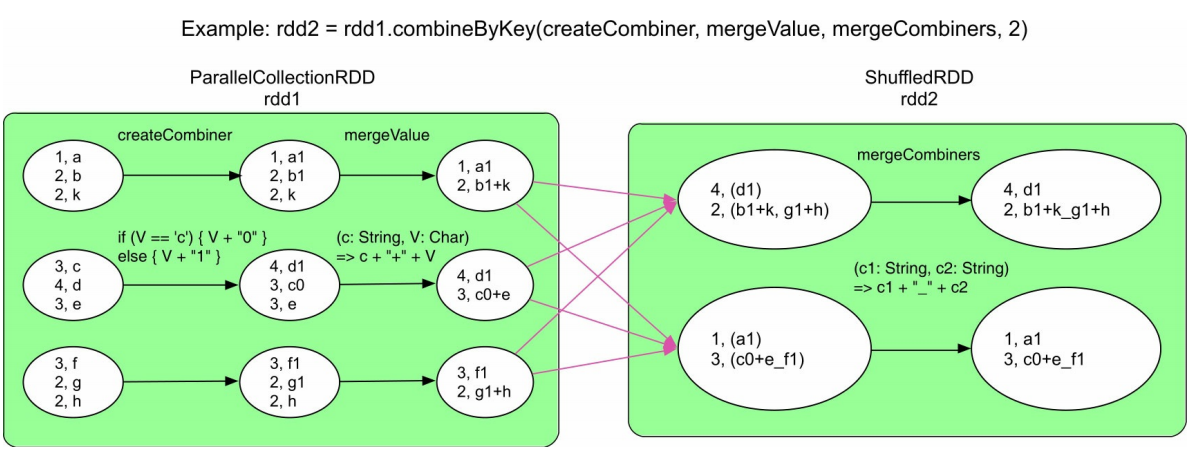 Example: rdd2 = rdd1.combineByKey(createCombiner, mergeValue, mergeCombiners, 2)
ParallelCollectionRDD
rdd1
createCombiner
mergeValue
1, a
2, b
2, k
1, a1
2, b1
2, k
1, a1
2, b1+k
if (V == 'c') { V + "0" }
else { V + "1" }
(c: String, V: Char)
=> c + "+" + V
3, c
4, d
3, e
4, d1
3, c0
3, e
4, d1
3, c0+e
3, f
2, g
2, h
3, f1
2, g1
2, h
3, f1
2, g1+h
ShuffledRDD
rdd2
mergeCombiners
4, (d1)
2, (b1+k, g1+h)
4, d1
2, b1+k_g1+h
(c1: String, c2: String)
=> c1 + "_" + c2
1, (a1)
3, (c0+e_f1)
1, a1
3, c0+e_f1